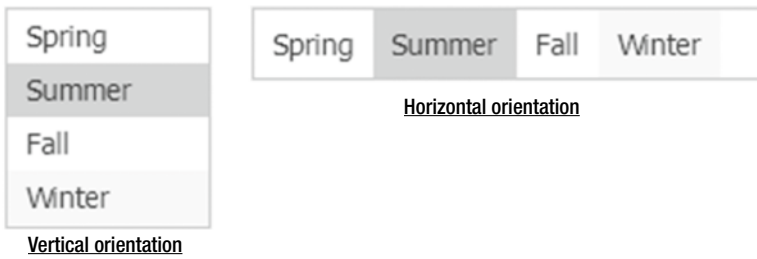 Spring
Summer
Fall
Winter
Vertical orientation
Spring Summer Fall Winter
Horizontal orientation